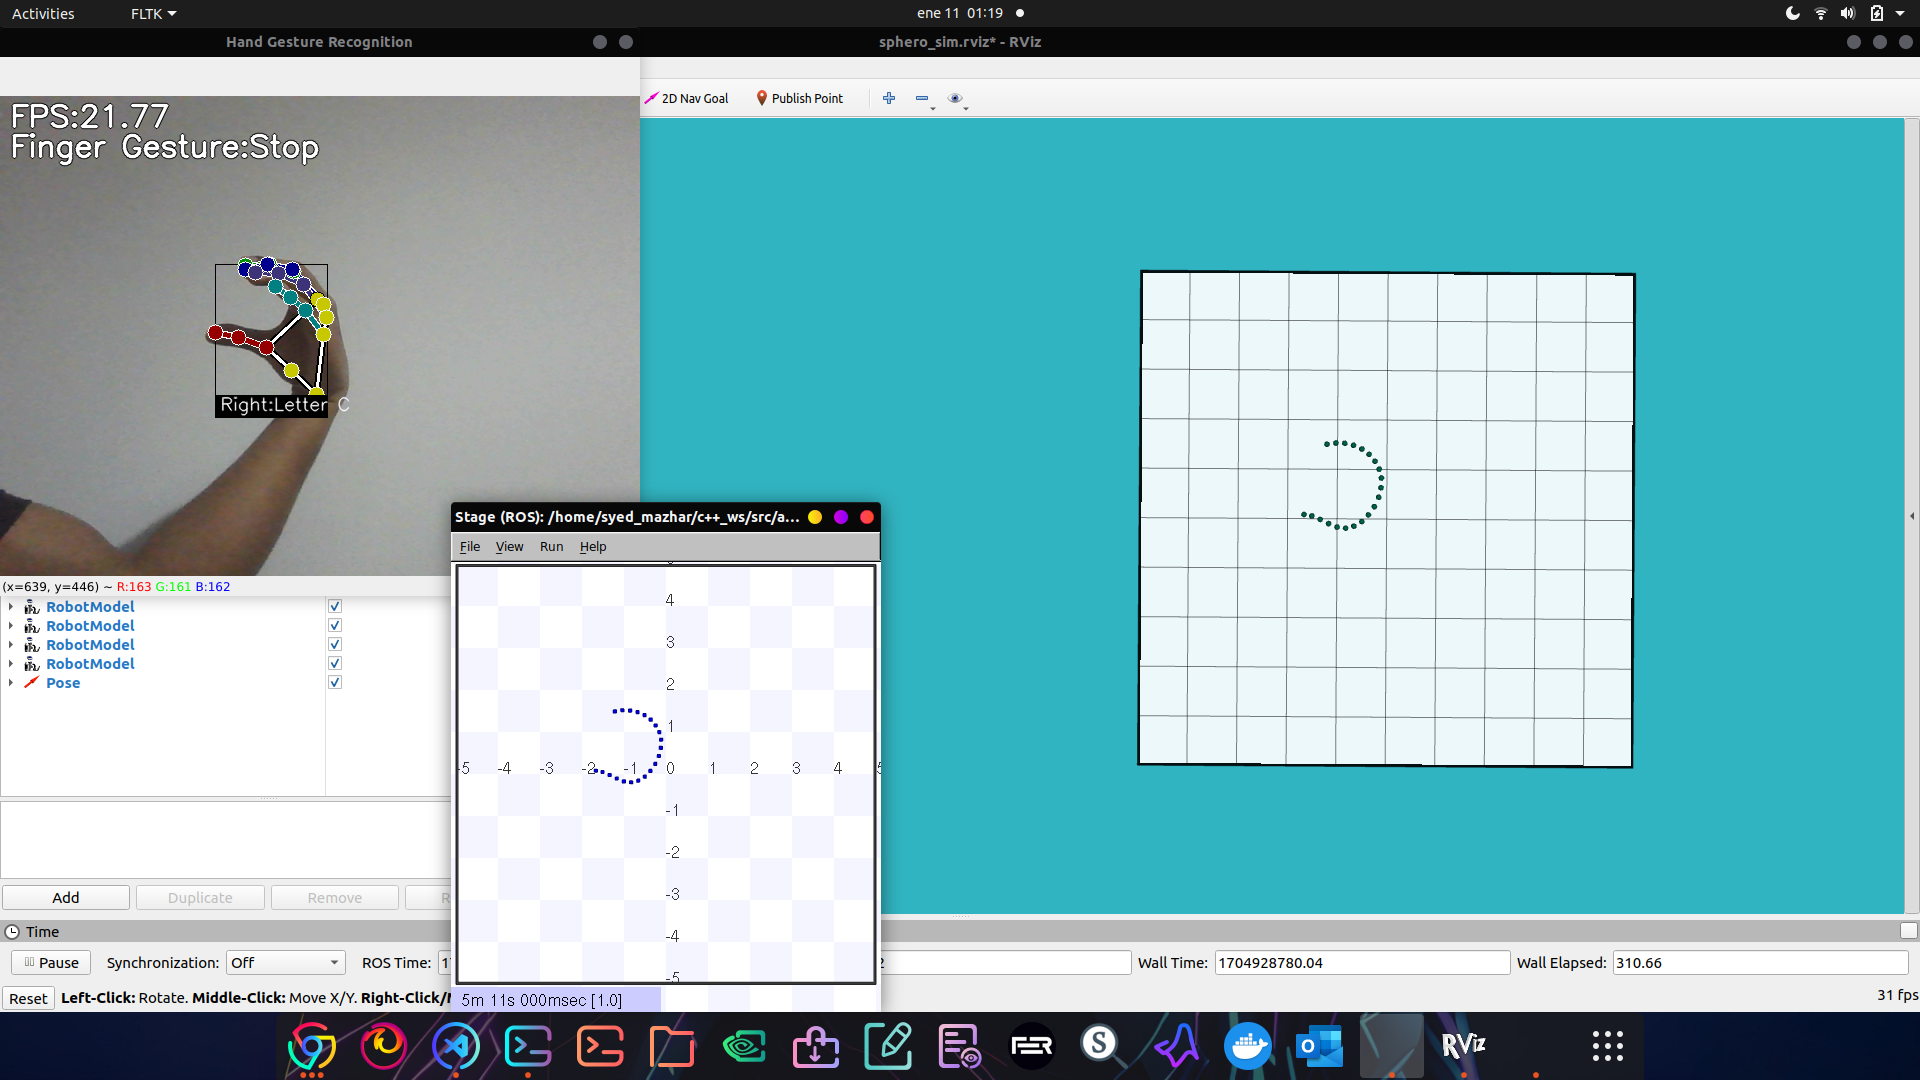 Activities
FLTK
ene 11 01:19
Hand Gesture Recognition
sphero_sim.rviz* - RViz
2D Nav Goal
Publish Point
FPS:21.77
Finger Gesture:Stop
Right:Letter C
(x=639, y=446) ~ R:163 G:161 B:162
RobotModel
RobotModel
RobotModel
RobotModel
Pose
Stage (ROS): /home/syed_mazhar/c++_ws/src/a...
File View Run Help
4
3
2
1
-5 -4 -3 -2 -1 0 1 2 3 4 5
-1
-2
-3
-4
-5
5m 11s 000msec [1.0]
Add
Duplicate
Remove
Time
Pause
Synchronization:
Off
ROS Time:
Wall Time:
1704928780.04
Wall Elapsed:
310.66
Reset
Left-Click: Rotate. Middle-Click: Move X/Y. Right-Click/
31 fps
S
RViz